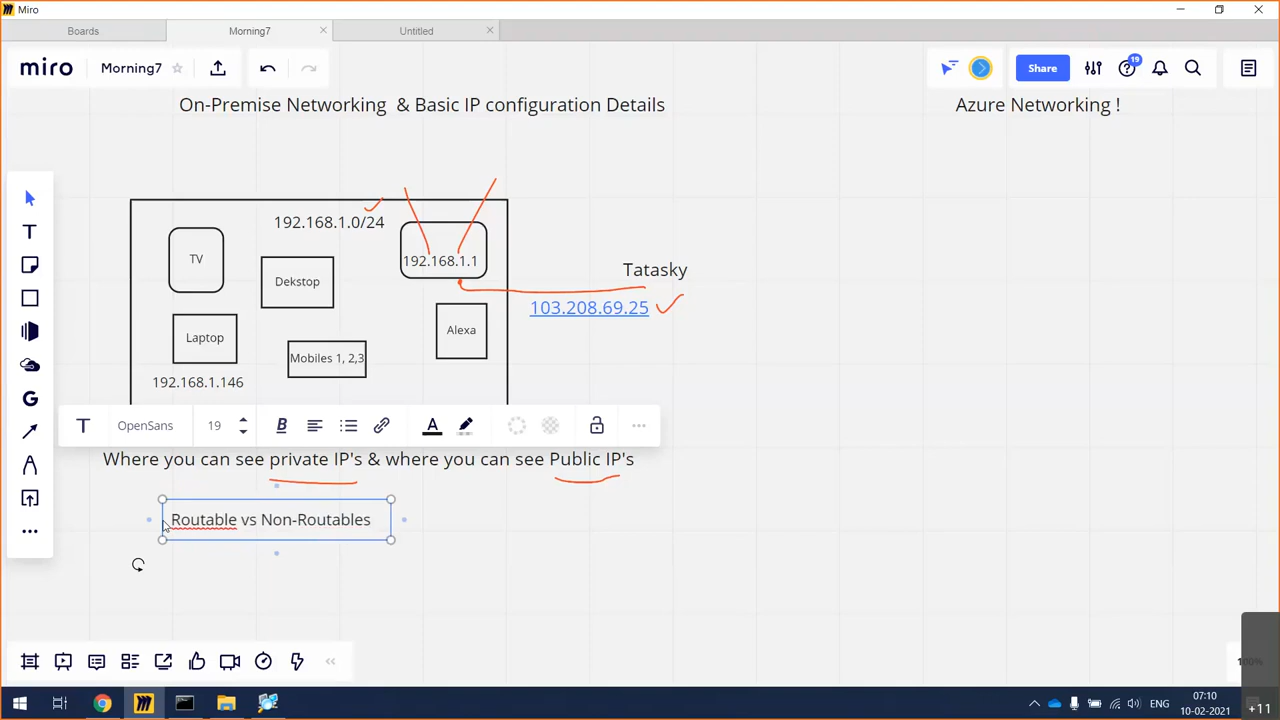 Miro
Boards
Morning7
Untitled
miro
Morning7
Share
19
On-Premise Networking & Basic IP configuration Details
Azure Networking !
192.168.1.0/24
TV
Dekstop
192.168.1.1
Tatasky
103.208.69.25
Laptop
Alexa
Mobiles 1, 2,3
192.168.1.146
T
OpenSans
19
B
A
Where you can see private IP's & where you can see Public IP's
Routable vs Non-Routables
100%
ENG
07:10
10-02-2021
+11